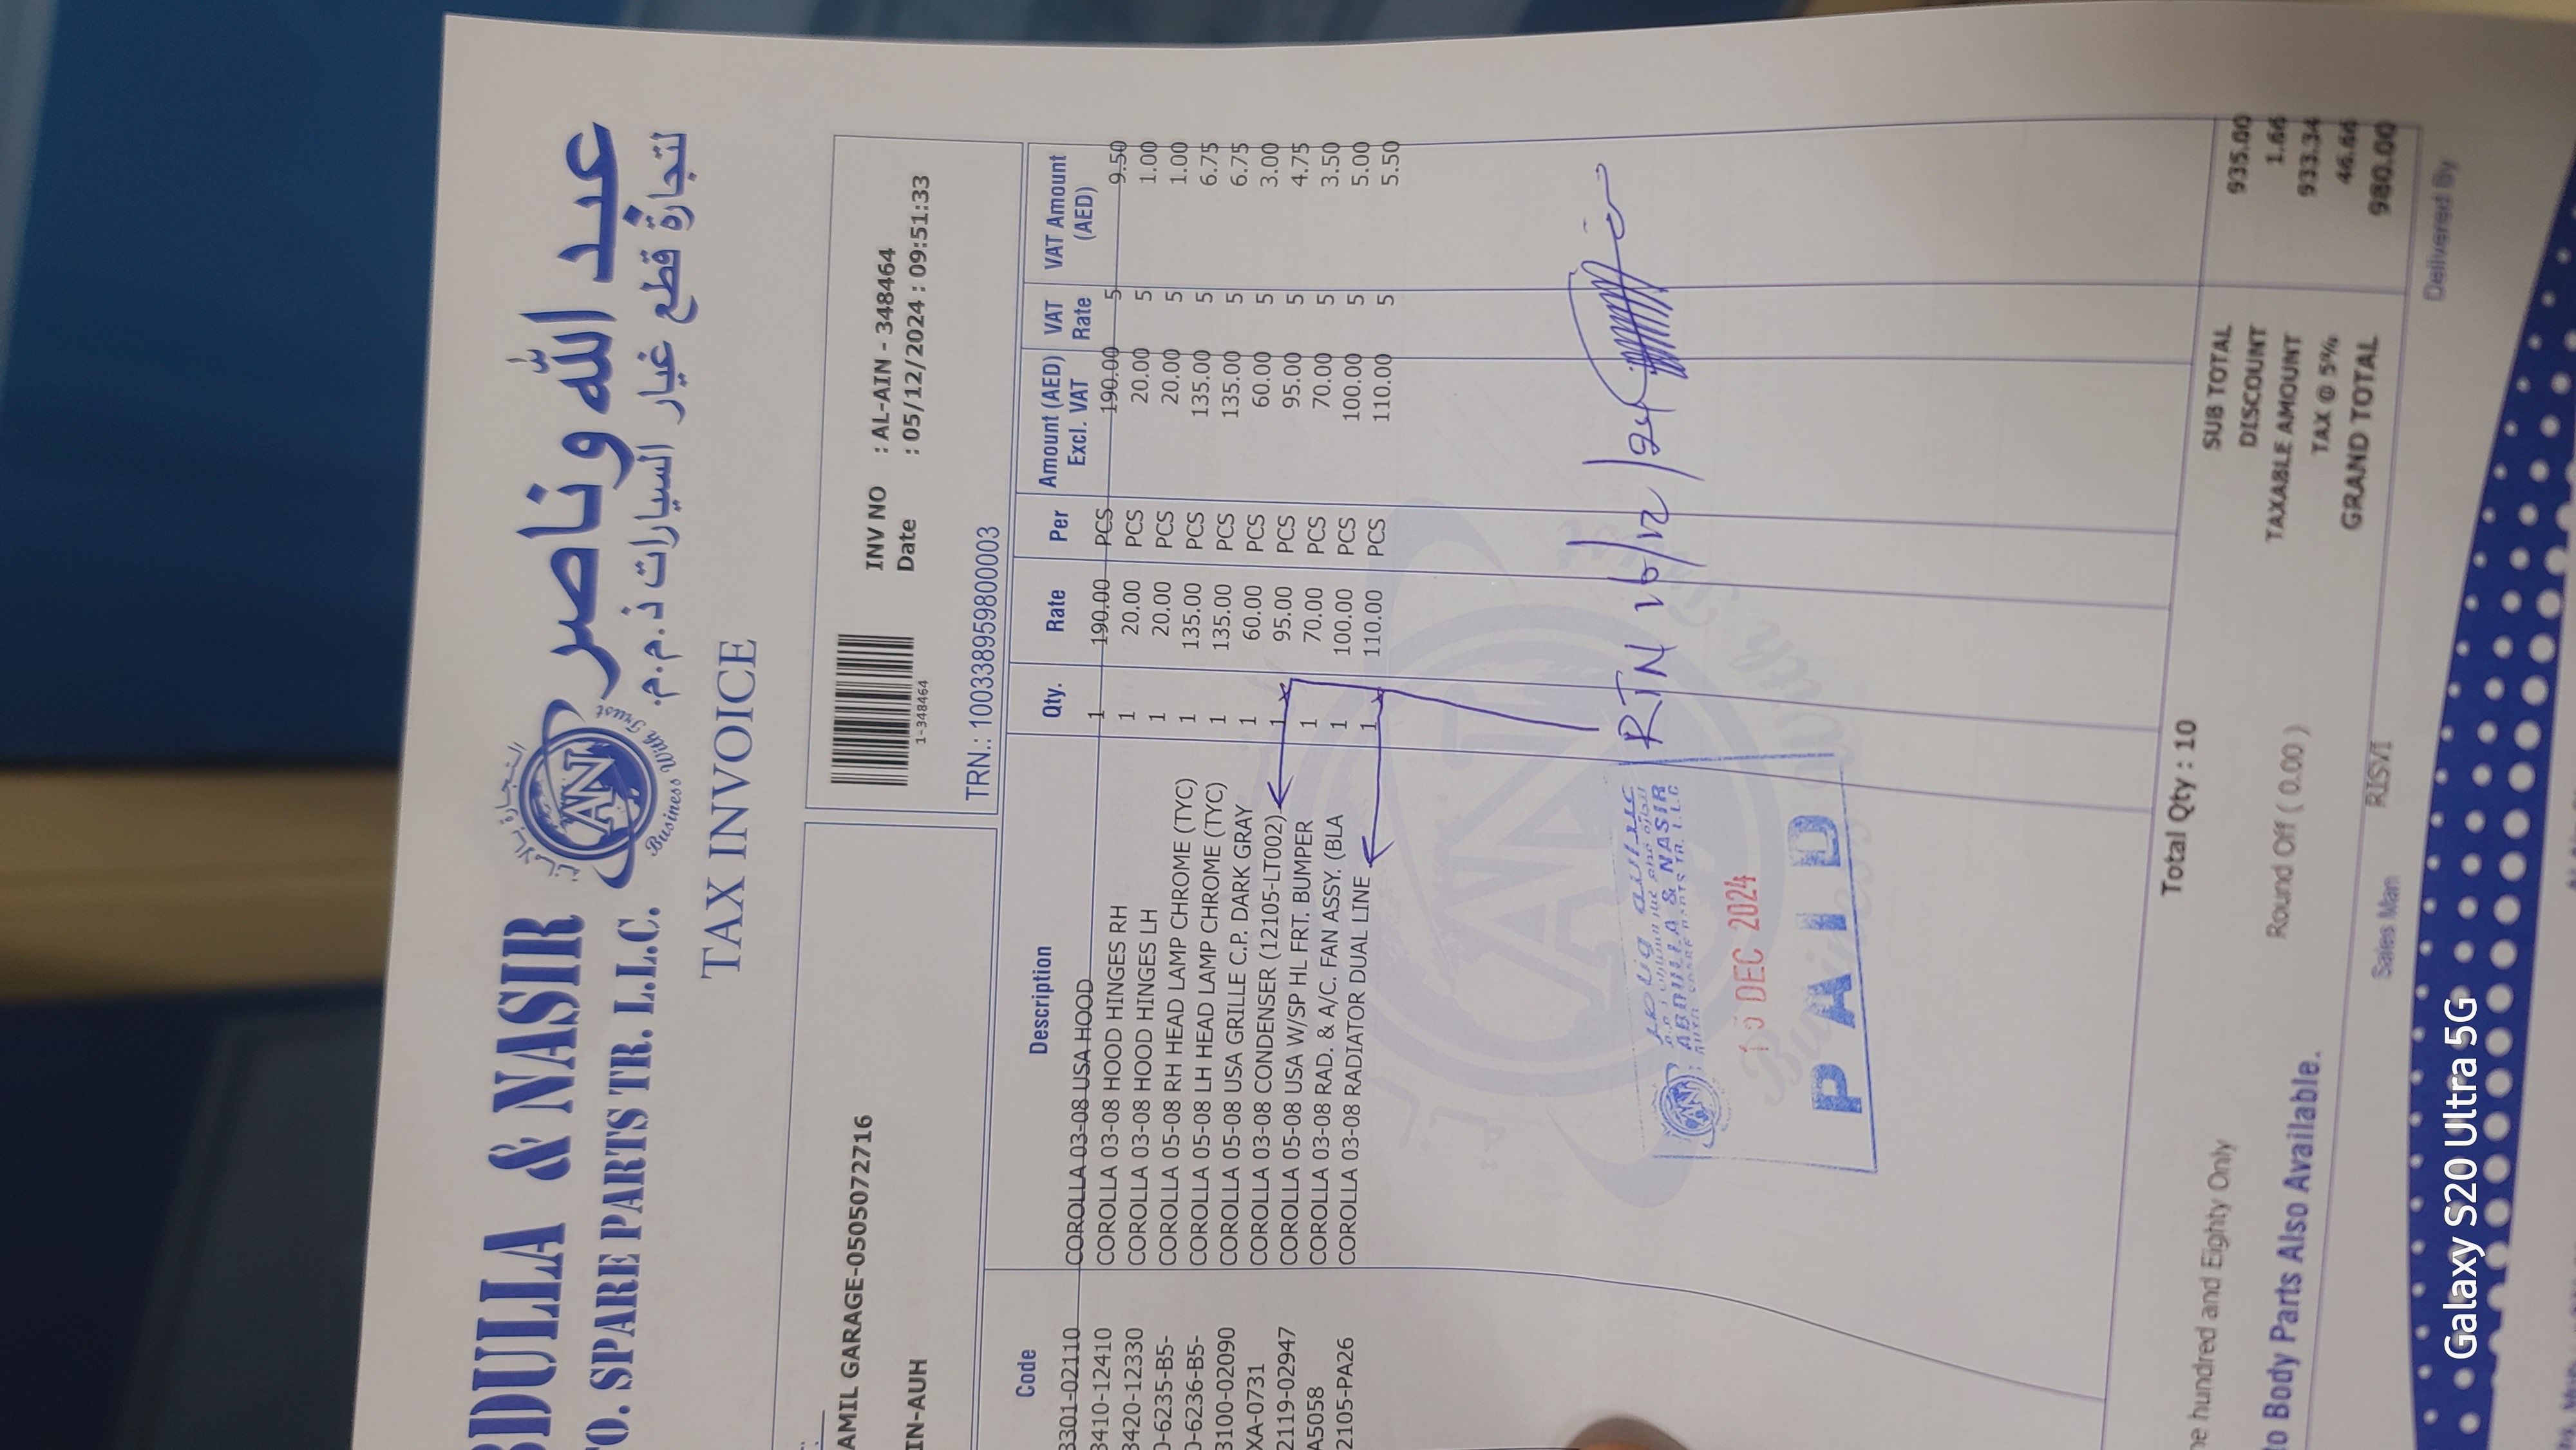 عبد الله وناصر
لتجارة قطع غيار السيارات ذ.م.م.
BDULLA & NASIR
TO. SPARE PARTS TR. L.L.C.
AN
Business With Trust
TAX INVOICE
AMIL GARAGE-0505072716
IN-AUH
1-348464
INV NO : AL-AIN - 348464
Date : 05/12/2024 : 09:51:33
TRN.: 100338959800003
Code Description Qty. Rate Per Amount (AED) Excl. VAT VAT Rate VAT Amount (AED)
3301-02110 COROLLA 03-08 USA HOOD 1 190.00 PCS 190.00 5 9.50
3410-12410 COROLLA 03-08 HOOD HINGES RH 1 20.00 PCS 20.00 5 1.00
3420-12330 COROLLA 03-08 HOOD HINGES LH 1 20.00 PCS 20.00 5 1.00
0-6235-B5- COROLLA 05-08 RH HEAD LAMP CHROME (TYC) 1 135.00 PCS 135.00 5 6.75
0-6236-B5- COROLLA 05-08 LH HEAD LAMP CHROME (TYC) 1 135.00 PCS 135.00 5 6.75
3100-02090 COROLLA 05-08 USA GRILLE C.P. DARK GRAY 1 60.00 PCS 60.00 5 3.00
XA-0731 COROLLA 03-08 CONDENSER (12105-LT002) 1 95.00 PCS 95.00 5 4.75
2119-02947 COROLLA 05-08 USA W/SP HL FRT. BUMPER 1 70.00 PCS 70.00 5 3.50
A5058 COROLLA 03-08 RAD. & A/C. FAN ASSY. (BLA 1 100.00 PCS 100.00 5 5.00
2105-PA26 COROLLA 03-08 RADIATOR DUAL LINE 1 110.00 PCS 110.00 5 5.50
RTN
ABDULLA & NASIR
DEC 2024
PAID
Total Qty : 10
SUB TOTAL 935.00
DISCOUNT 1.66
TAXABLE AMOUNT 933.34
TAX @ 5% 46.66
GRAND TOTAL 980.00
ne hundred and Eighty Only
Round Off ( 0.00 )
to Body Parts Also Available.
Sales Man RISVI
Delivered By
Galaxy S20 Ultra 5G